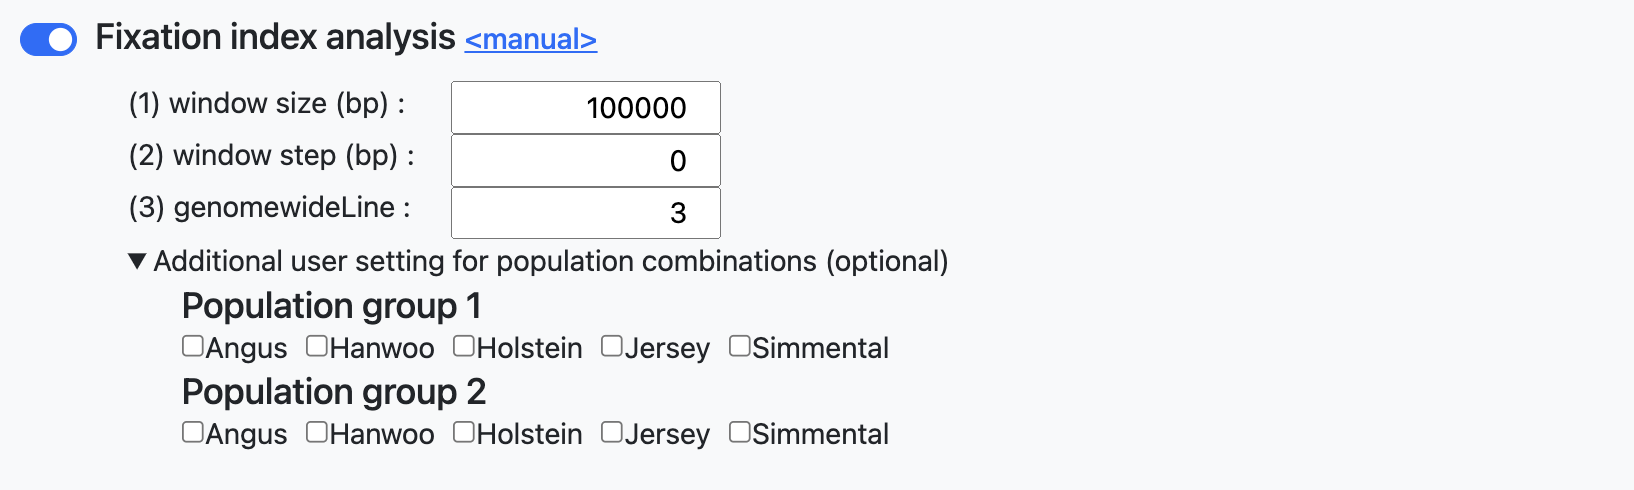 Fixation index analysis <manual>
(1) window size (bp) : 100000
(2) window step (bp) : 0
(3) genomewideLine : 3
▼ Additional user setting for population combinations (optional)
Population group 1
Angus Hanwoo Holstein Jersey Simmental
Population group 2
Angus Hanwoo Holstein Jersey Simmental